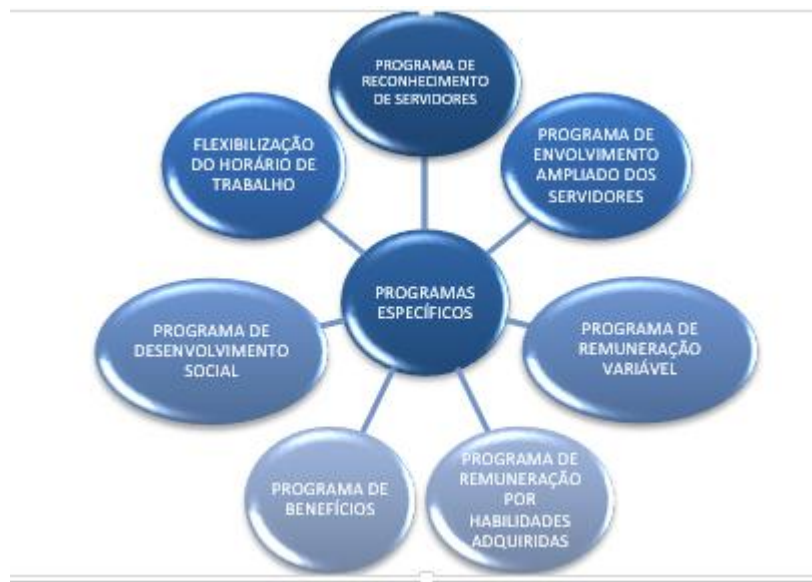 PROGRAMA DE
RECONHECIMENTO
DE SERVIDORES
FLEXIBILIZAÇÃO
DO HORÁRIO DE
TRABALHO
PROGRAMA DE
ENVOLVIMENTO
AMPLIADO DOS
SERVIDORES
PROGRAMAS
ESPECÍFICOS
PROGRAMA DE
DESENVOLVIMENTO
SOCIAL
PROGRAMA DE
REMUNERAÇÃO
VARIÁVEL
PROGRAMA DE
BENEFÍCIOS
PROGRAMA DE
REMUNERAÇÃO
POR
HABILIDADES
ADQUIRIDAS